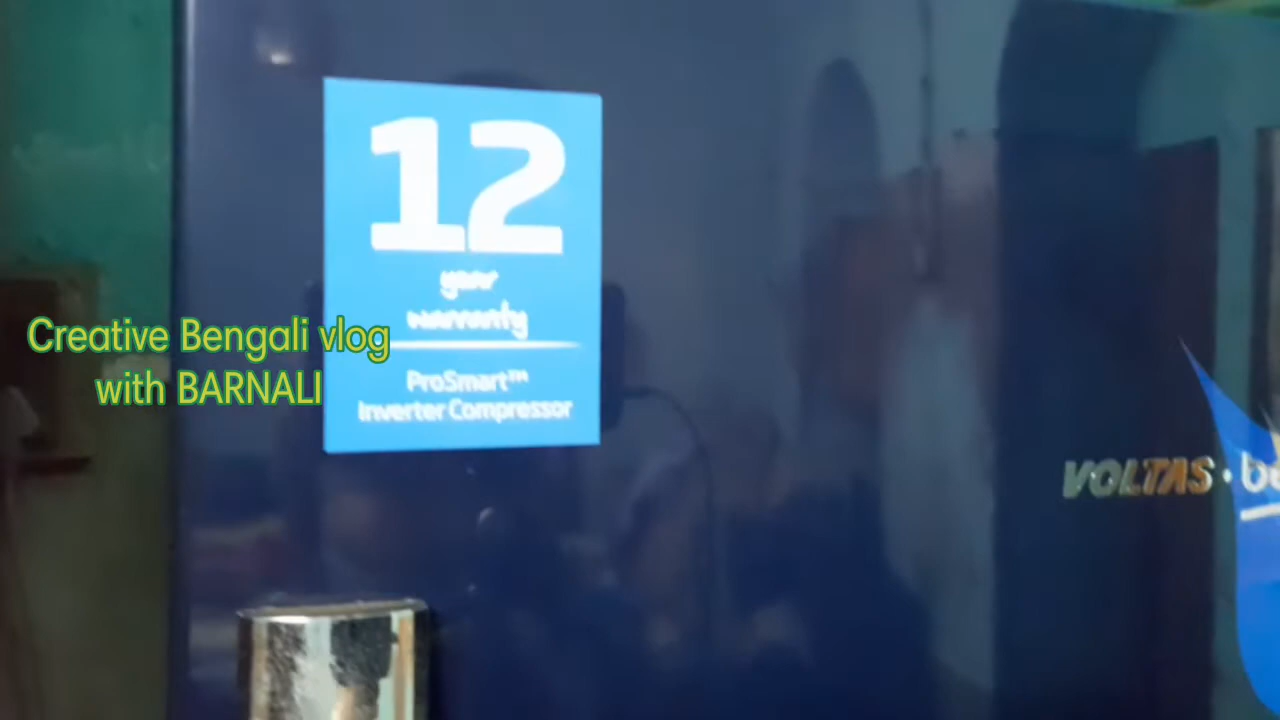 12
year
warranty
ProSmart™
Inverter Compressor
Creative Bengali vlog
with BARNALI
VOLTAS